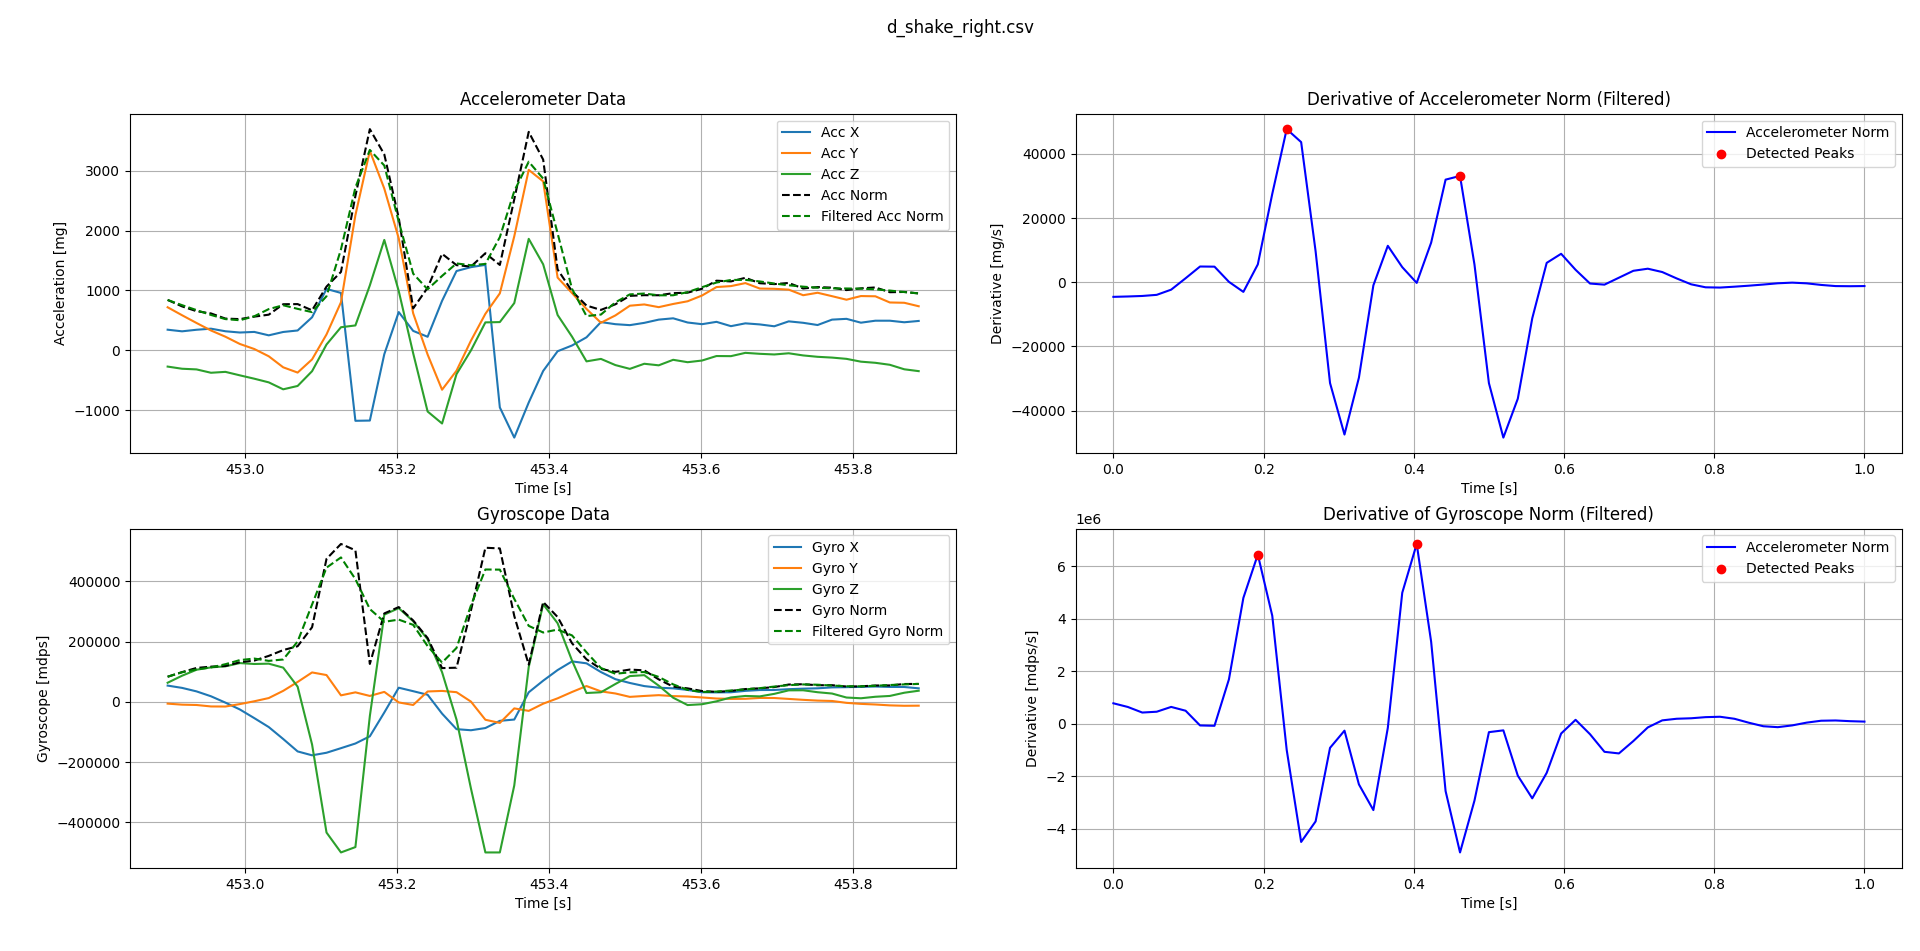 d_shake_right.csv
Accelerometer Data
Acceleration [mg]
3000
2000
1000
0
−1000
Acc X
Acc Y
Acc Z
Acc Norm
Filtered Acc Norm
453.0 453.2 453.4 453.6 453.8
Time [s]
Derivative of Accelerometer Norm (Filtered)
Derivative [mg/s]
40000
20000
0
−20000
−40000
Accelerometer Norm
Detected Peaks
0.0 0.2 0.4 0.6 0.8 1.0
Time [s]
Gyroscope Data
Gyroscope [mdps]
400000
200000
0
−200000
−400000
Gyro X
Gyro Y
Gyro Z
Gyro Norm
Filtered Gyro Norm
453.0 453.2 453.4 453.6 453.8
Time [s]
Derivative of Gyroscope Norm (Filtered)
1e6
Derivative [mdps/s]
6
4
2
0
−2
−4
Accelerometer Norm
Detected Peaks
0.0 0.2 0.4 0.6 0.8 1.0
Time [s]